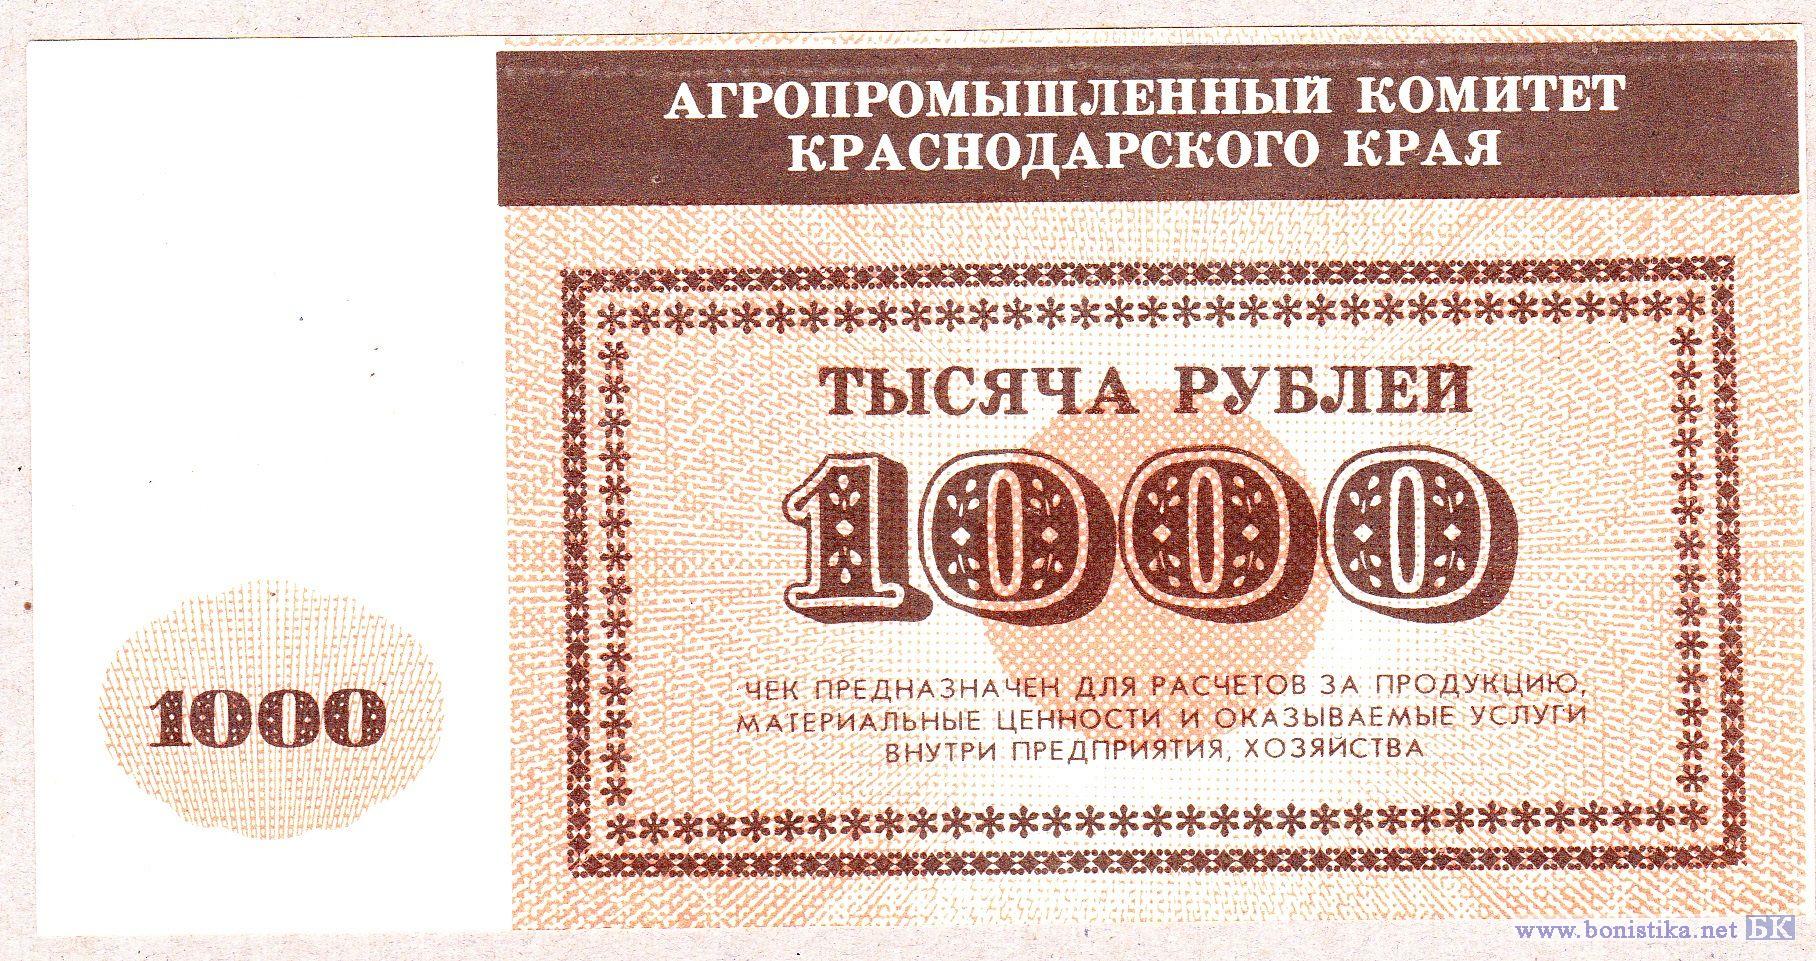 АГРОПРОМЫШЛЕННЫЙ КОМИТЕТ
КРАСНОДАРСКОГО КРАЯ
ТЫСЯЧА РУБЛЕЙ
1000
ЧЕК ПРЕДНАЗНАЧЕН ДЛЯ РАСЧЕТОВ ЗА ПРОДУКЦИЮ,
МАТЕРИАЛЬНЫЕ ЦЕННОСТИ И ОКАЗЫВАЕМЫЕ УСЛУГИ
ВНУТРИ ПРЕДПРИЯТИЯ, ХОЗЯЙСТВА
1000
www.bonistika.net БК